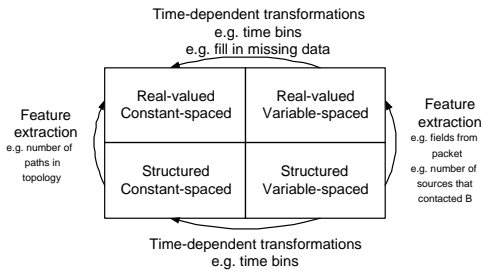 Time-dependent transformations
e.g. time bins
e.g. fill in missing data
Feature
extraction
e.g. number of
paths in
topology
Real-valued
Constant-spaced
Real-valued
Variable-spaced
Structured
Constant-spaced
Structured
Variable-spaced
Feature
extraction
e.g. fields from
packet
e.g. number of
sources that
contacted B
Time-dependent transformations
e.g. time bins